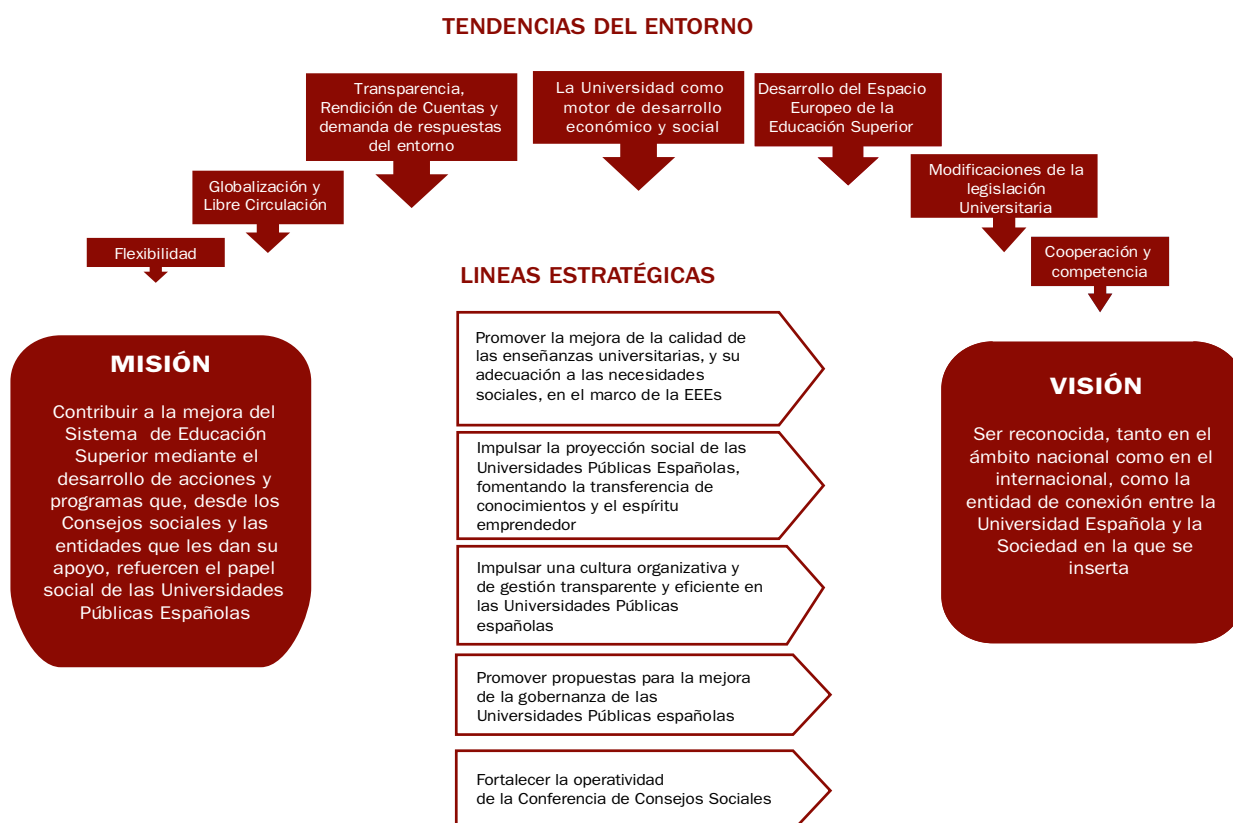 TENDENCIAS DEL ENTORNO
Flexibilidad
Globalización y
Libre Circulación
Transparencia,
Rendición de Cuentas y
demanda de respuestas
del entorno
La Universidad como
motor de desarrollo
económico y social
Desarrollo del Espacio
Europeo de la
Educación Superior
Modificaciones de la
legislación
Universitaria
Cooperación y
competencia
MISIÓN
Contribuir a la mejora del
Sistema de Educación
Superior mediante el
desarrollo de acciones y
programas que, desde los
Consejos sociales y las
entidades que les dan su
apoyo, refuercen el papel
social de las Universidades
Públicas Españolas
LINEAS ESTRATÉGICAS
Promover la mejora de la calidad de
las enseñanzas universitarias, y su
adecuación a las necesidades
sociales, en el marco de la EEEs
Impulsar la proyección social de las
Universidades Públicas Españolas,
fomentando la transferencia de
conocimientos y el espíritu
emprendedor
Impulsar una cultura organizativa y
de gestión transparente y eficiente en
las Universidades Públicas
españolas
Promover propuestas para la mejora
de la gobernanza de las
Universidades Públicas españolas
Fortalecer la operatividad
de la Conferencia de Consejos Sociales
VISIÓN
Ser reconocida, tanto en el
ámbito nacional como en el
internacional, como la
entidad de conexión entre la
Universidad Española y la
Sociedad en la que se
inserta